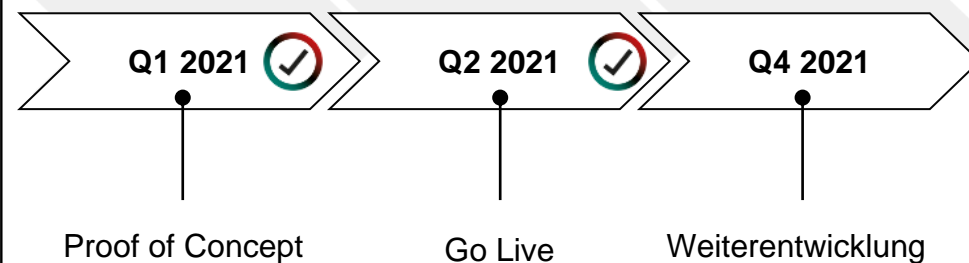 Q1 2021 Q2 2021 Q4 2021
Proof of Concept Go Live Weiterentwicklung